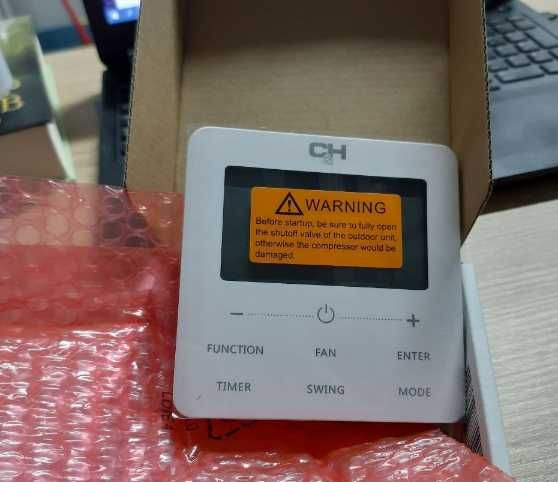 C&H
WARNING
Before startup, be sure to fully open
the shutoff valve of the outdoor unit,
otherwise the compressor would be
damaged.
− +
FUNCTION FAN ENTER
TIMER SWING MODE